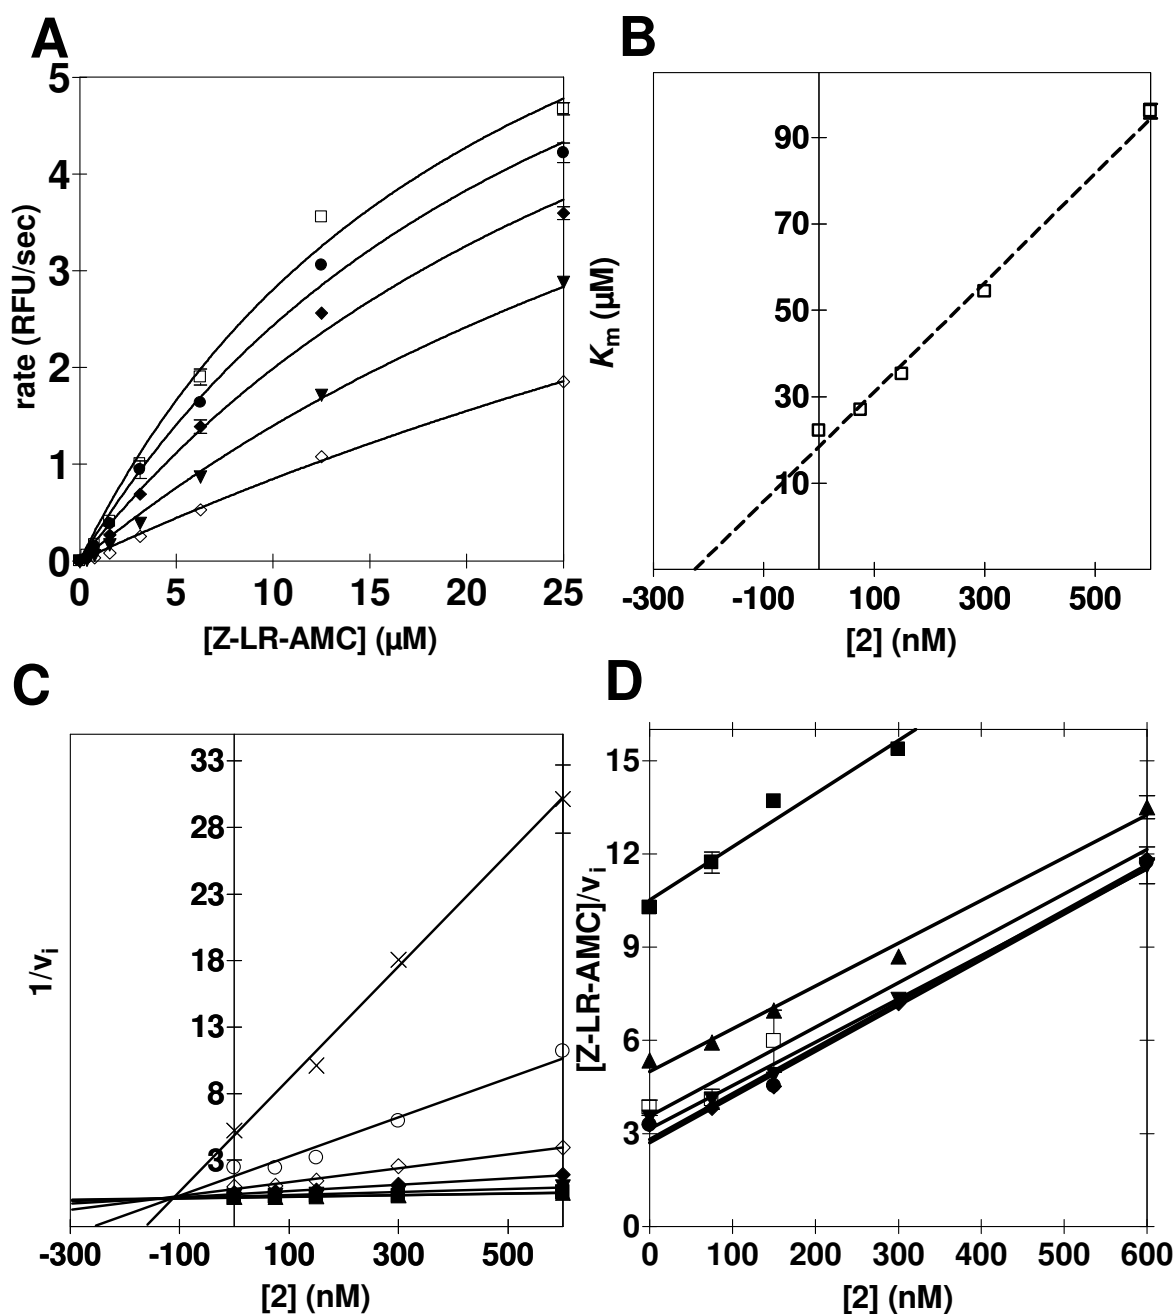 A
5
4
3
2
1
0
0 5 10 15 20 25
rate (RFU/sec)
[Z-LR-AMC] (µM)
B
90
70
50
30
10
-300 -100 100 300 500
Km (µM)
[2] (nM)
C
33
28
23
18
13
8
3
-300 -100 100 300 500
1/vi
[2] (nM)
D
15
12
9
6
3
0
0 100 200 300 400 500 600
[Z-LR-AMC]/vi
[2] (nM)